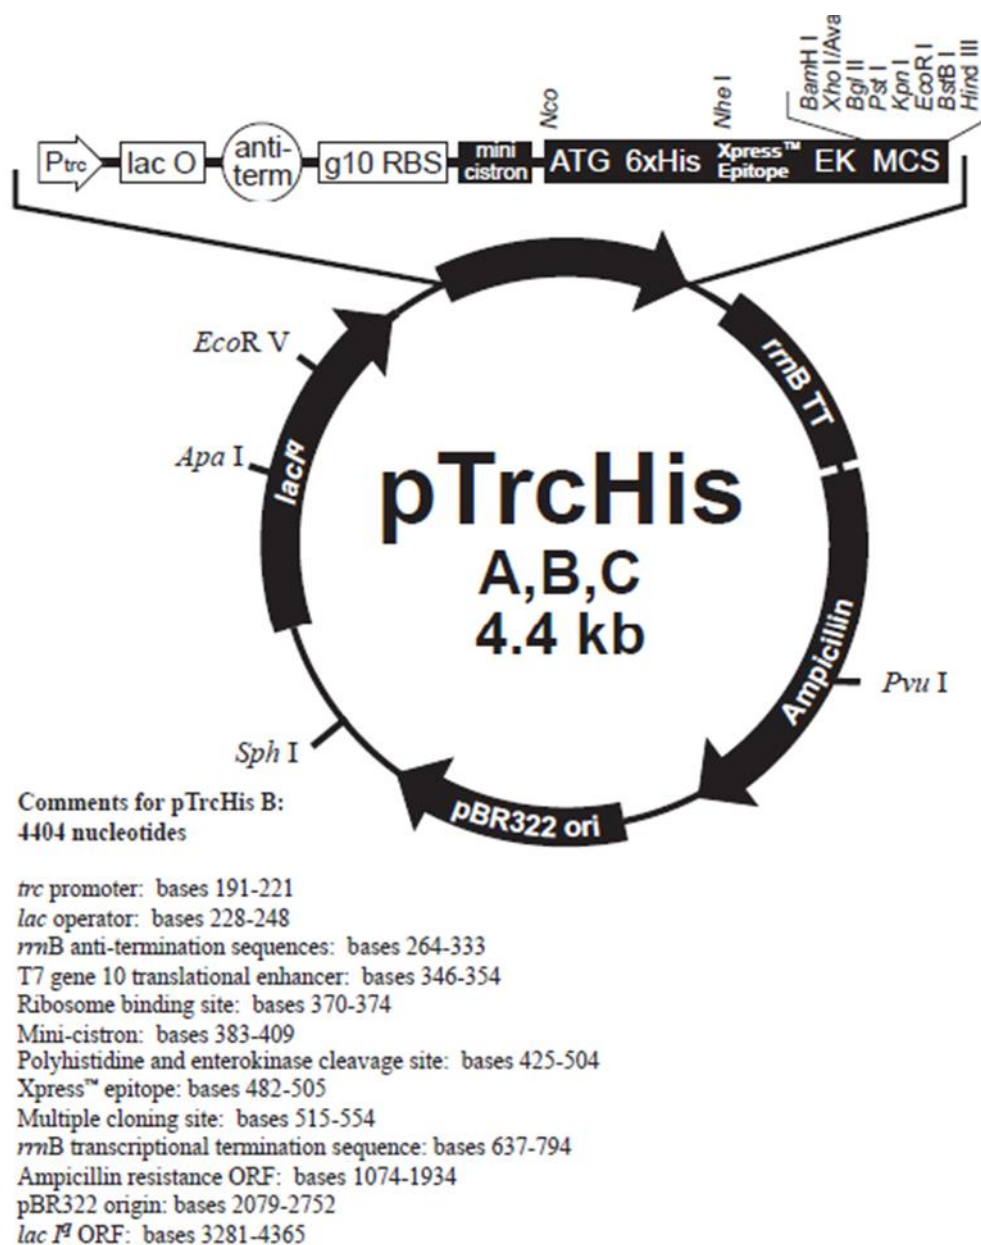 BamH I
Xho I/Ava
Bgl II
Pst I
Kpn I
EcoR I
BstB I
Hind III
Nco
Nhe I
Ptrc
lac O
anti-
term
g10 RBS
mini
cistron
ATG 6xHis Xpress™ Epitope EK MCS
EcoR V
Apa I
lacIq
rrnB TT
pTrcHis
A,B,C
4.4 kb
Ampicillin
Pvu I
Sph I
pBR322 ori
Comments for pTrcHis B:
4404 nucleotides
trc promoter: bases 191-221
lac operator: bases 228-248
rrnB anti-termination sequences: bases 264-333
T7 gene 10 translational enhancer: bases 346-354
Ribosome binding site: bases 370-374
Mini-cistron: bases 383-409
Polyhistidine and enterokinase cleavage site: bases 425-504
Xpress™ epitope: bases 482-505
Multiple cloning site: bases 515-554
rrnB transcriptional termination sequence: bases 637-794
Ampicillin resistance ORF: bases 1074-1934
pBR322 origin: bases 2079-2752
lac Iq ORF: bases 3281-4365